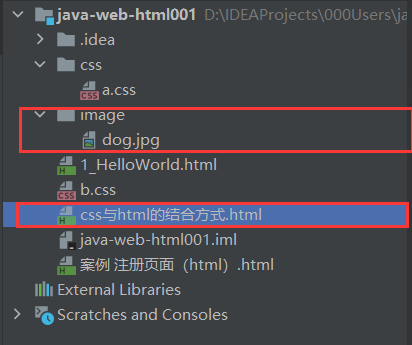 java-web-html001 D:\IDEAProjects\000Users\ja
.idea
css
a.css
image
dog.jpg
1_HelloWorld.html
b.css
css与html的结合方式.html
java-web-html001.iml
案例 注册页面（html）.html
External Libraries
Scratches and Consoles